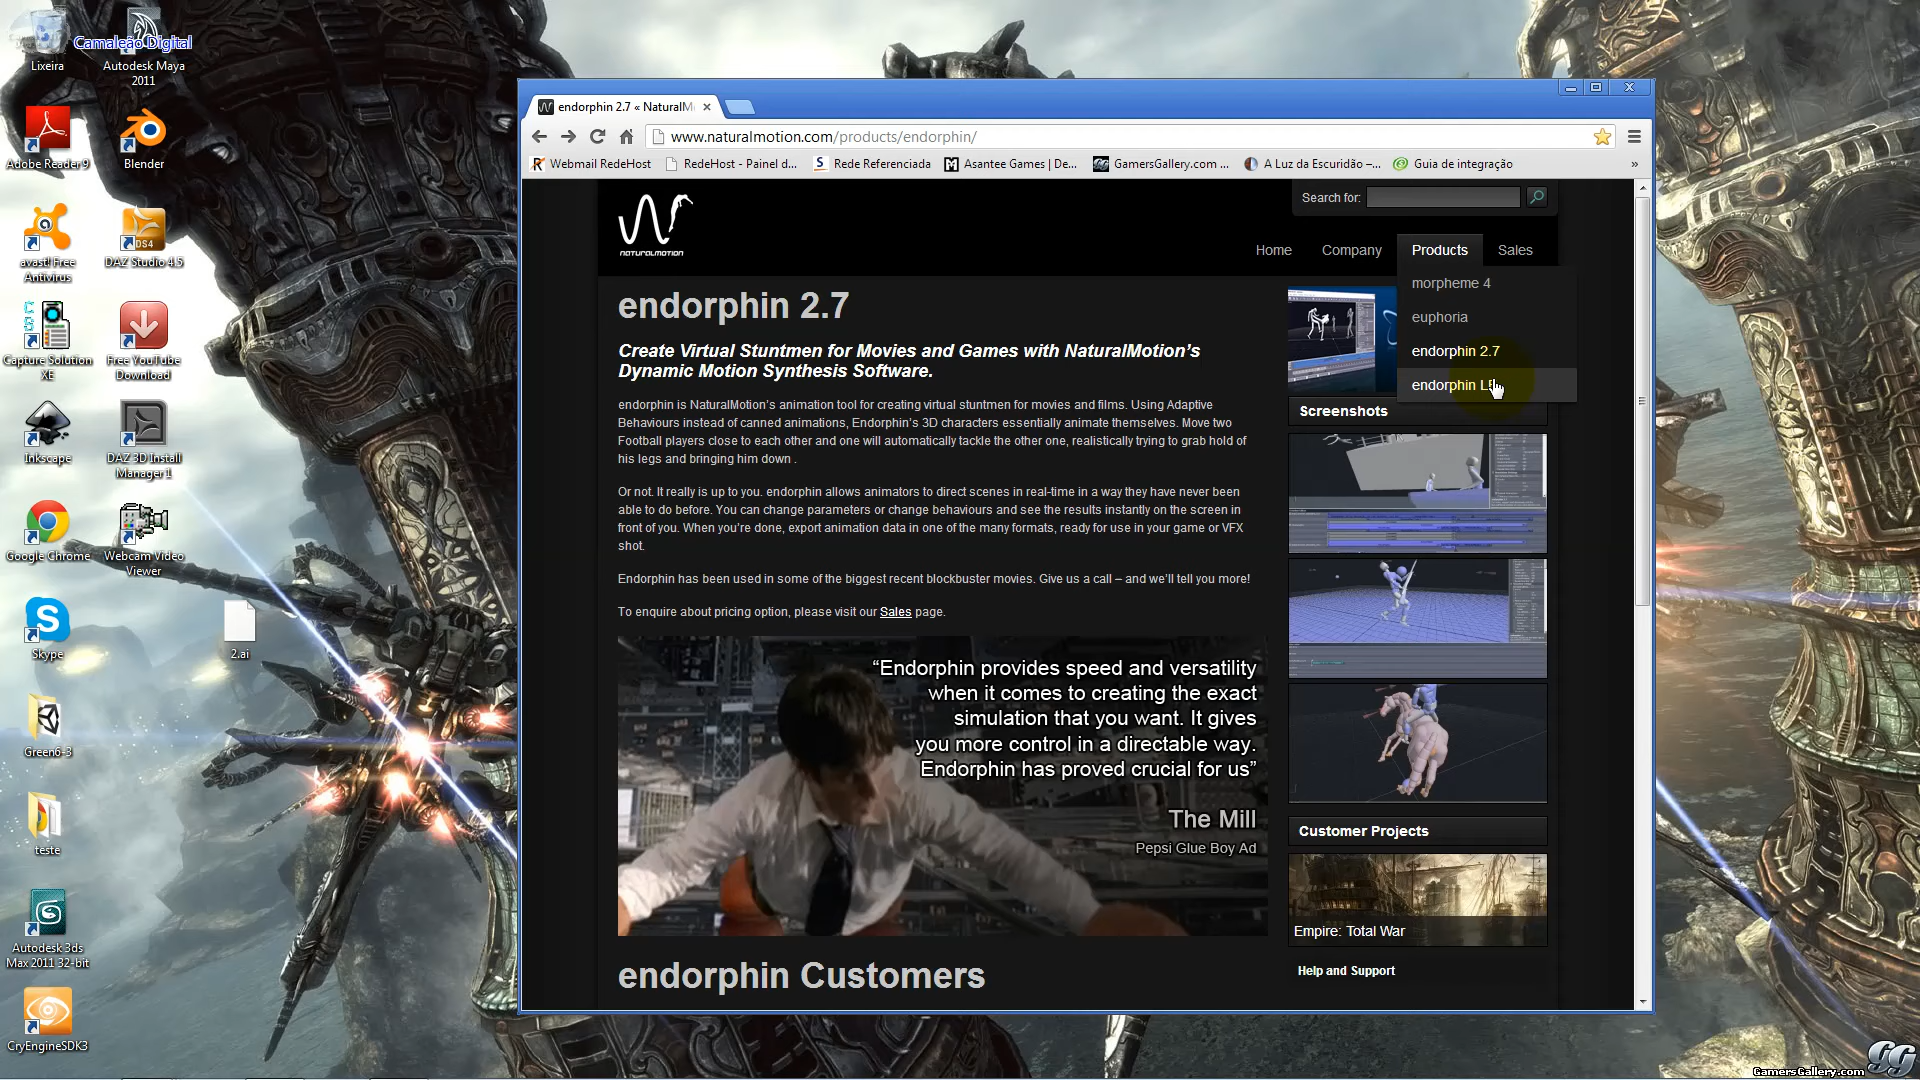 Camaleão Digital
Lixeira
Autodesk Maya
2011
Adobe Reader 9
Blender
avast! Free
Antivirus
DS4
DAZ Studio 4.5
Capture Solution
XE
Free YouTube
Download
Inkscape
DAZ 3D Install
Manager 1
Google Chrome
Webcam Video
Viewer
Skype
2.ai
Green6-3
teste
Autodesk 3ds
Max 2011 32-bit
CryEngineSDK3
endorphin 2.7 « NaturalM
www.naturalmotion.com/products/endorphin/
Webmail RedeHost
RedeHost - Painel d...
Rede Referenciada
Asantee Games | De...
GamersGallery.com ...
A Luz da Escuridão –...
Guia de integração
»
naturalmotion
Search for:
Home
Company
Products
Sales
morpheme 4
euphoria
endorphin 2.7
endorphin
endorphin 2.7
Create Virtual Stuntmen for Movies and Games with NaturalMotion’s
Dynamic Motion Synthesis Software.
endorphin is NaturalMotion’s animation tool for creating virtual stuntmen for movies and films. Using Adaptive
Behaviours instead of canned animations, Endorphin’s 3D characters essentially animate themselves. Move two
Football players close to each other and one will automatically tackle the other one, realistically trying to grab hold of
his legs and bringing him down .
Or not. It really is up to you. endorphin allows animators to direct scenes in real-time in a way they have never been
able to do before. You can change parameters or change behaviours and see the results instantly on the screen in
front of you. When you’re done, export animation data in one of the many formats, ready for use in your game or VFX
shot.
Endorphin has been used in some of the biggest recent blockbuster movies. Give us a call – and we’ll tell you more!
To enquire about pricing option, please visit our Sales page.
“Endorphin provides speed and versatility
when it comes to creating the exact
simulation that you want. It gives
you more control in a directable way.
Endorphin has proved crucial for us”
The Mill
Pepsi Glue Boy Ad
endorphin Customers
Screenshots
Customer Projects
Empire: Total War
Help and Support
GG
GamersGallery.com